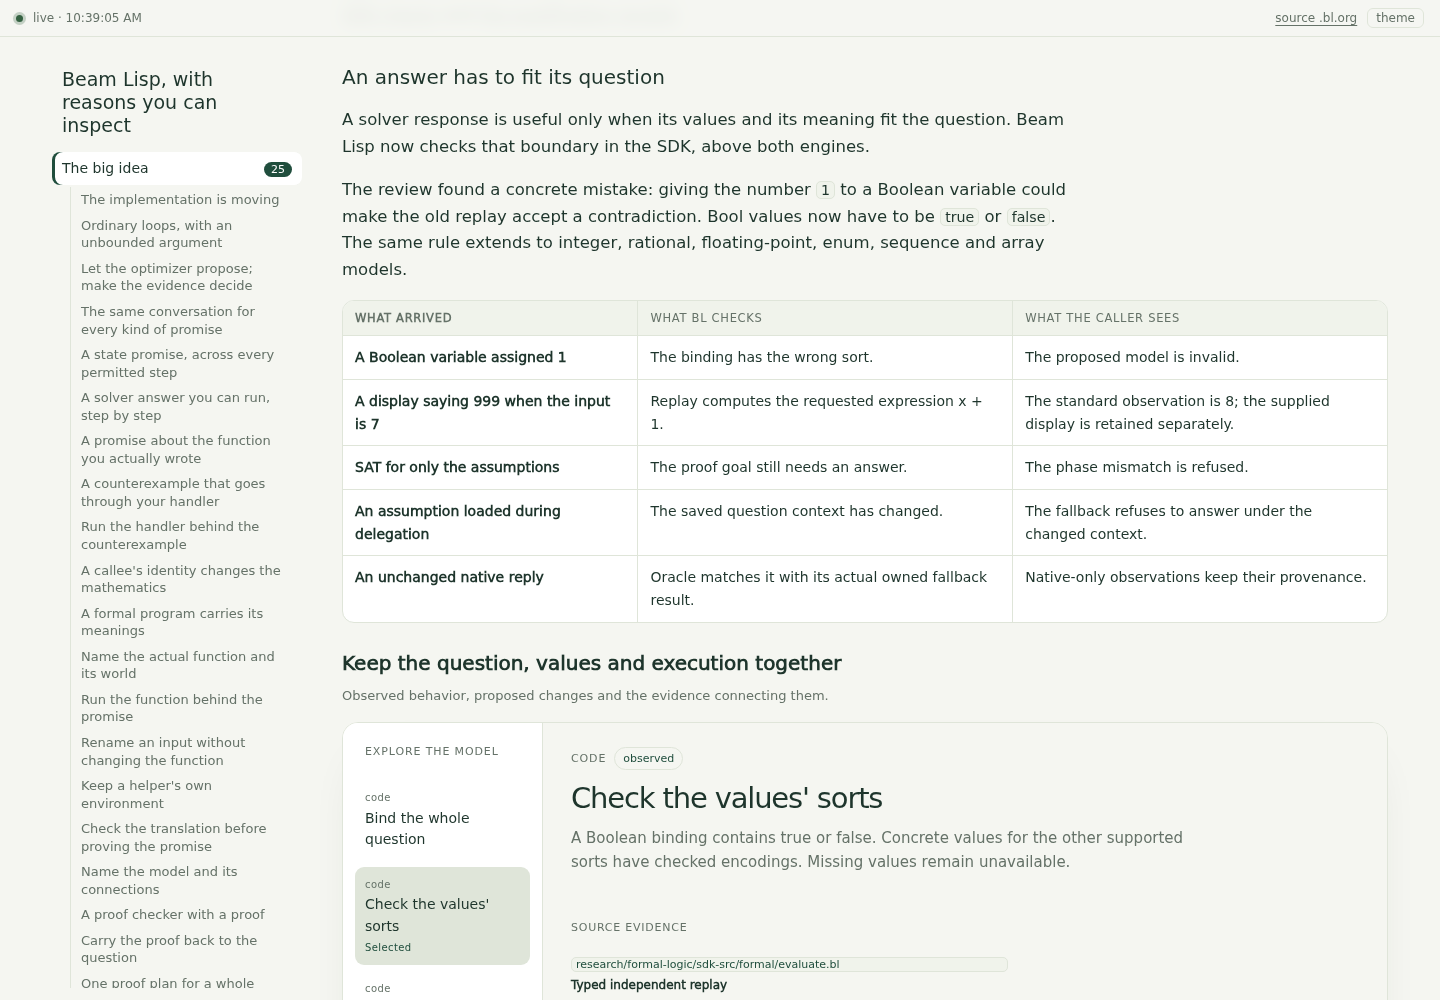 live · 10:39:05 AM
source .bl.org
theme
Beam Lisp, with
reasons you can
inspect
The big idea
25
The implementation is moving
Ordinary loops, with an
unbounded argument
Let the optimizer propose;
make the evidence decide
The same conversation for
every kind of promise
A state promise, across every
permitted step
A solver answer you can run,
step by step
A promise about the function
you actually wrote
A counterexample that goes
through your handler
Run the handler behind the
counterexample
A callee's identity changes the
mathematics
A formal program carries its
meanings
Name the actual function and
its world
Run the function behind the
promise
Rename an input without
changing the function
Keep a helper's own
environment
Check the translation before
proving the promise
Name the model and its
connections
A proof checker with a proof
Carry the proof back to the
question
One proof plan for a whole
An answer has to fit its question
A solver response is useful only when its values and its meaning fit the question. Beam
Lisp now checks that boundary in the SDK, above both engines.
The review found a concrete mistake: giving the number 1 to a Boolean variable could
make the old replay accept a contradiction. Bool values now have to be true or false.
The same rule extends to integer, rational, floating-point, enum, sequence and array
models.
WHAT ARRIVED
WHAT BL CHECKS
WHAT THE CALLER SEES
A Boolean variable assigned 1
The binding has the wrong sort.
The proposed model is invalid.
A display saying 999 when the input
is 7
Replay computes the requested expression x +
1.
The standard observation is 8; the supplied
display is retained separately.
SAT for only the assumptions
The proof goal still needs an answer.
The phase mismatch is refused.
An assumption loaded during
delegation
The saved question context has changed.
The fallback refuses to answer under the
changed context.
An unchanged native reply
Oracle matches it with its actual owned fallback
result.
Native-only observations keep their provenance.
Keep the question, values and execution together
Observed behavior, proposed changes and the evidence connecting them.
EXPLORE THE MODEL
code
Bind the whole
question
code
Check the values'
sorts
Selected
code
CODE
observed
Check the values' sorts
A Boolean binding contains true or false. Concrete values for the other supported
sorts have checked encodings. Missing values remain unavailable.
SOURCE EVIDENCE
research/formal-logic/sdk-src/formal/evaluate.bl
Typed independent replay